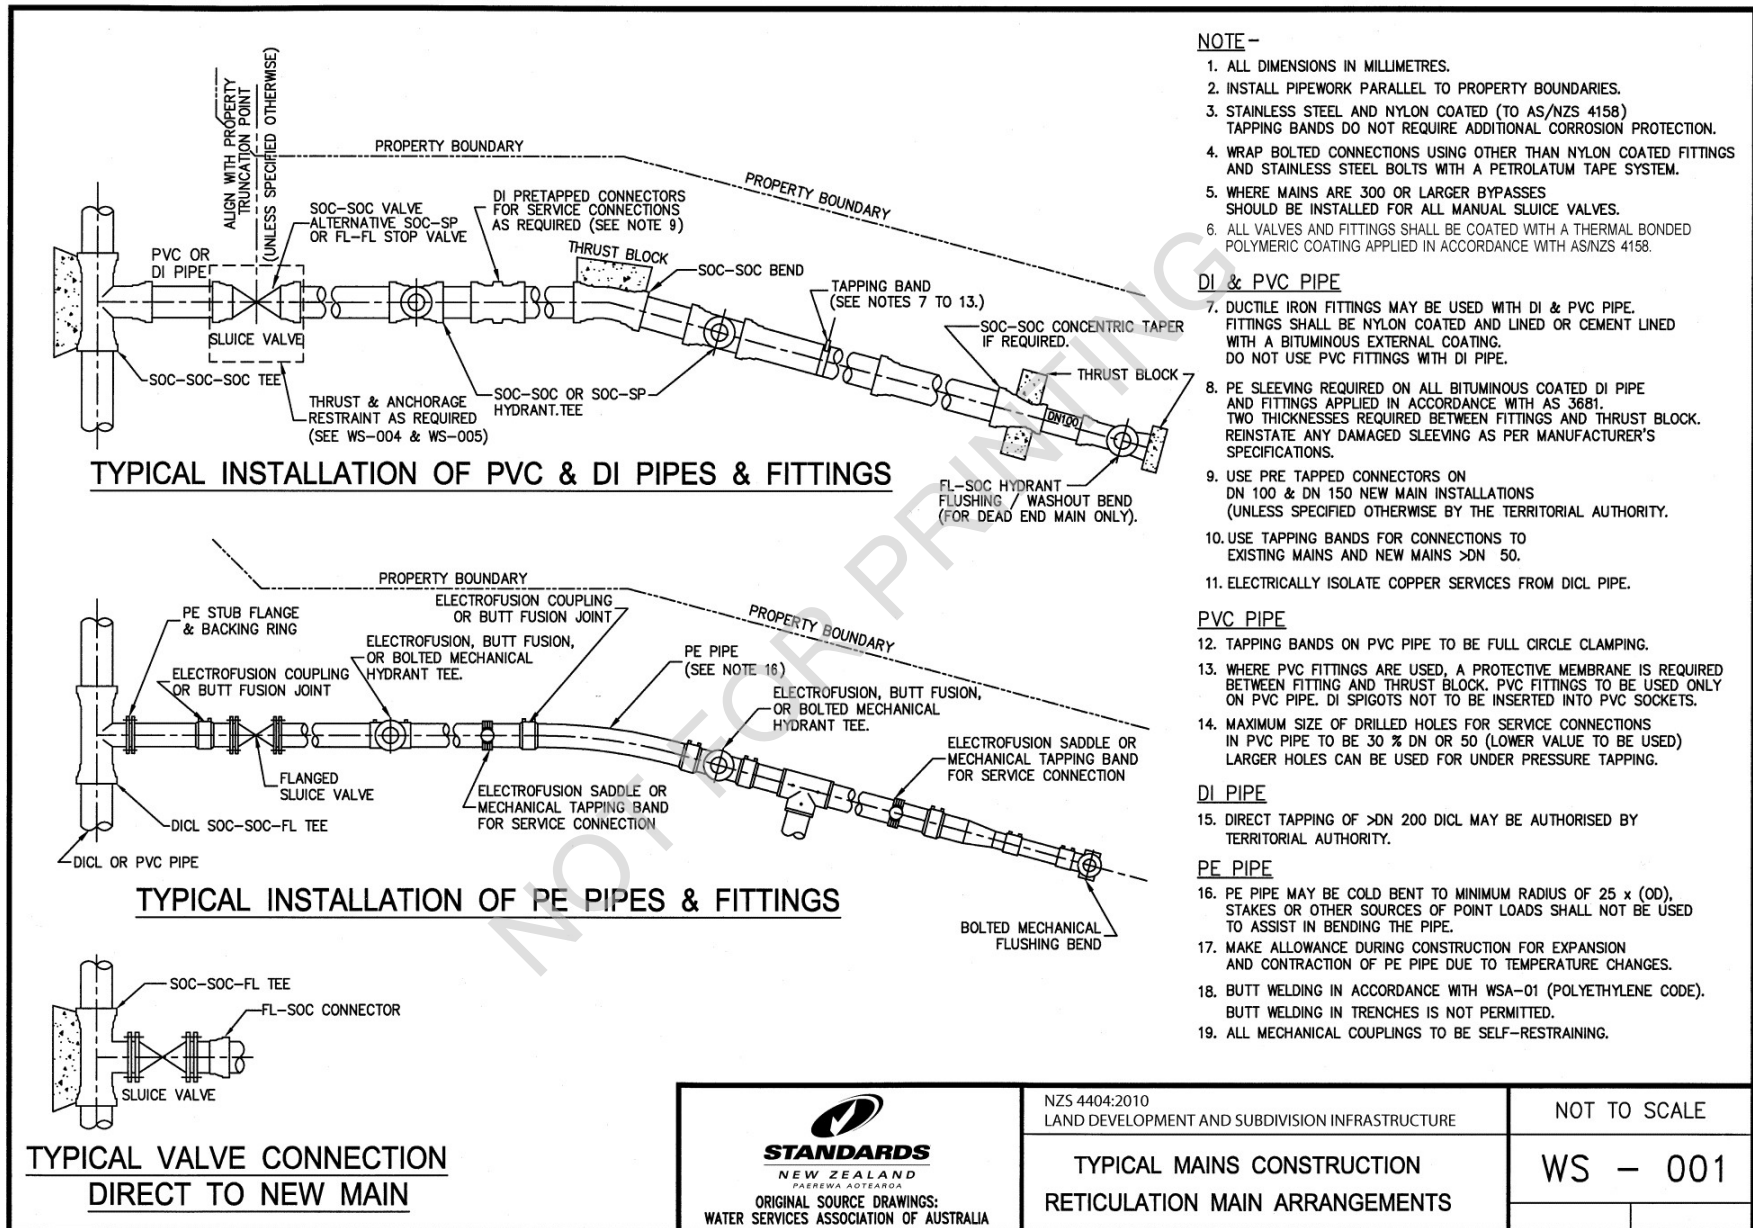 ALIGN WITH PROPERTY
TRUNCATION POINT
(UNLESS SPECIFIED OTHERWISE)
PROPERTY BOUNDARY
PROPERTY BOUNDARY
PVC OR
DI PIPE
SOC-SOC VALVE
ALTERNATIVE SOC-SP
OR FL-FL STOP VALVE
DI PRETAPPED CONNECTORS
FOR SERVICE CONNECTIONS
AS REQUIRED (SEE NOTE 9)
THRUST BLOCK
SOC-SOC BEND
TAPPING BAND
(SEE NOTES 7 TO 13.)
SOC-SOC CONCENTRIC TAPER
IF REQUIRED.
THRUST BLOCK
SLUICE VALVE
SOC-SOC-SOC TEE
THRUST & ANCHORAGE
RESTRAINT AS REQUIRED
(SEE WS-004 & WS-005)
SOC-SOC OR SOC-SP
HYDRANT.TEE
DN100
FL-SOC HYDRANT
FLUSHING / WASHOUT BEND
(FOR DEAD END MAIN ONLY).
TYPICAL INSTALLATION OF PVC & DI PIPES & FITTINGS
PROPERTY BOUNDARY
PROPERTY BOUNDARY
PE STUB FLANGE
& BACKING RING
ELECTROFUSION COUPLING
OR BUTT FUSION JOINT
ELECTROFUSION, BUTT FUSION,
OR BOLTED MECHANICAL
HYDRANT TEE.
ELECTROFUSION COUPLING
OR BUTT FUSION JOINT
PE PIPE
(SEE NOTE 16)
ELECTROFUSION, BUTT FUSION,
OR BOLTED MECHANICAL
HYDRANT TEE.
ELECTROFUSION SADDLE OR
MECHANICAL TAPPING BAND
FOR SERVICE CONNECTION
FLANGED
SLUICE VALVE
ELECTROFUSION SADDLE OR
MECHANICAL TAPPING BAND
FOR SERVICE CONNECTION
DICL SOC-SOC-FL TEE
DICL OR PVC PIPE
BOLTED MECHANICAL
FLUSHING BEND
TYPICAL INSTALLATION OF PE PIPES & FITTINGS
SOC-SOC-FL TEE
FL-SOC CONNECTOR
SLUICE VALVE
TYPICAL VALVE CONNECTION
DIRECT TO NEW MAIN
NOTE-
1. ALL DIMENSIONS IN MILLIMETRES.
2. INSTALL PIPEWORK PARALLEL TO PROPERTY BOUNDARIES.
3. STAINLESS STEEL AND NYLON COATED (TO AS/NZS 4158)
TAPPING BANDS DO NOT REQUIRE ADDITIONAL CORROSION PROTECTION.
4. WRAP BOLTED CONNECTIONS USING OTHER THAN NYLON COATED FITTINGS
AND STAINLESS STEEL BOLTS WITH A PETROLATUM TAPE SYSTEM.
5. WHERE MAINS ARE 300 OR LARGER BYPASSES
SHOULD BE INSTALLED FOR ALL MANUAL SLUICE VALVES.
6. ALL VALVES AND FITTINGS SHALL BE COATED WITH A THERMAL BONDED
POLYMERIC COATING APPLIED IN ACCORDANCE WITH AS/NZS 4158.
DI & PVC PIPE
7. DUCTILE IRON FITTINGS MAY BE USED WITH DI & PVC PIPE.
FITTINGS SHALL BE NYLON COATED AND LINED OR CEMENT LINED
WITH A BITUMINOUS EXTERNAL COATING.
DO NOT USE PVC FITTINGS WITH DI PIPE.
8. PE SLEEVING REQUIRED ON ALL BITUMINOUS COATED DI PIPE
AND FITTINGS APPLIED IN ACCORDANCE WITH AS 3681.
TWO THICKNESSES REQUIRED BETWEEN FITTINGS AND THRUST BLOCK.
REINSTATE ANY DAMAGED SLEEVING AS PER MANUFACTURER'S
SPECIFICATIONS.
9. USE PRE TAPPED CONNECTORS ON
DN 100 & DN 150 NEW MAIN INSTALLATIONS
(UNLESS SPECIFIED OTHERWISE BY THE TERRITORIAL AUTHORITY.
10. USE TAPPING BANDS FOR CONNECTIONS TO
EXISTING MAINS AND NEW MAINS >DN 50.
11. ELECTRICALLY ISOLATE COPPER SERVICES FROM DICL PIPE.
PVC PIPE
12. TAPPING BANDS ON PVC PIPE TO BE FULL CIRCLE CLAMPING.
13. WHERE PVC FITTINGS ARE USED, A PROTECTIVE MEMBRANE IS REQUIRED
BETWEEN FITTING AND THRUST BLOCK. PVC FITTINGS TO BE USED ONLY
ON PVC PIPE. DI SPIGOTS NOT TO BE INSERTED INTO PVC SOCKETS.
14. MAXIMUM SIZE OF DRILLED HOLES FOR SERVICE CONNECTIONS
IN PVC PIPE TO BE 30 % DN OR 50 (LOWER VALUE TO BE USED)
LARGER HOLES CAN BE USED FOR UNDER PRESSURE TAPPING.
DI PIPE
15. DIRECT TAPPING OF >DN 200 DICL MAY BE AUTHORISED BY
TERRITORIAL AUTHORITY.
PE PIPE
16. PE PIPE MAY BE COLD BENT TO MINIMUM RADIUS OF 25 x (OD),
STAKES OR OTHER SOURCES OF POINT LOADS SHALL NOT BE USED
TO ASSIST IN BENDING THE PIPE.
17. MAKE ALLOWANCE DURING CONSTRUCTION FOR EXPANSION
AND CONTRACTION OF PE PIPE DUE TO TEMPERATURE CHANGES.
18. BUTT WELDING IN ACCORDANCE WITH WSA-01 (POLYETHYLENE CODE).
BUTT WELDING IN TRENCHES IS NOT PERMITTED.
19. ALL MECHANICAL COUPLINGS TO BE SELF-RESTRAINING.
NOT FOR PRINTING
STANDARDS
NEW ZEALAND
PAEREWA AOTEAROA
ORIGINAL SOURCE DRAWINGS:
WATER SERVICES ASSOCIATION OF AUSTRALIA
NZS 4404:2010
LAND DEVELOPMENT AND SUBDIVISION INFRASTRUCTURE
TYPICAL MAINS CONSTRUCTION
RETICULATION MAIN ARRANGEMENTS
NOT TO SCALE
WS - 001